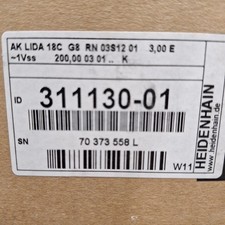 AK LIDA 18C G8 RN 03S12 01 3,00 E
~1Vss 200,00 03 01 .. K
ID 311130-01
SN 70 373 558 L
W11
HEIDENHAIN
www.heidenhain.de